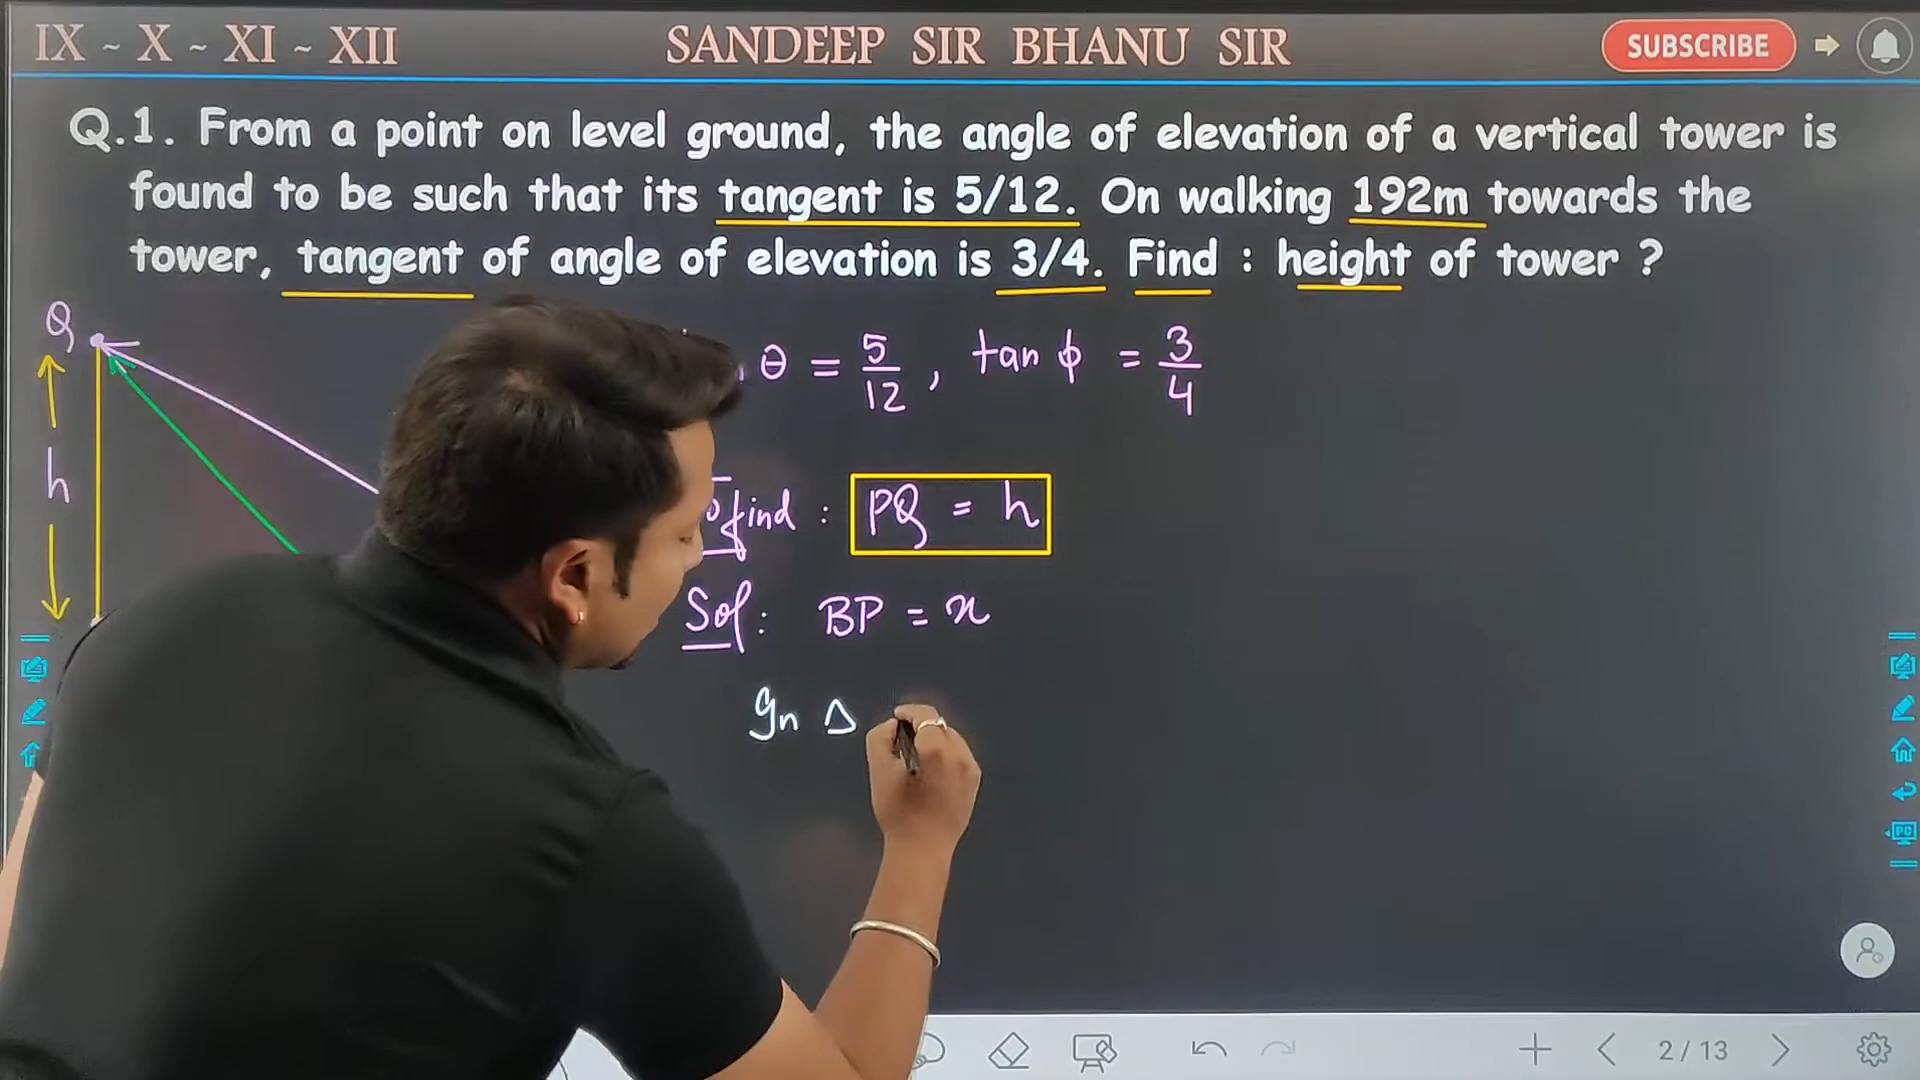 IX ~ X ~ XI ~ XII SANDEEP SIR BHANU SIR SUBSCRIBE
Q.1. From a point on level ground, the angle of elevation of a vertical tower is
found to be such that its tangent is 5/12. On walking 192m towards the
tower, tangent of angle of elevation is 3/4. Find : height of tower ?
Q
h
θ = 5/12 , tan φ = 3/4
find : PQ = h
Sol : BP = x
In Δ
2 / 13